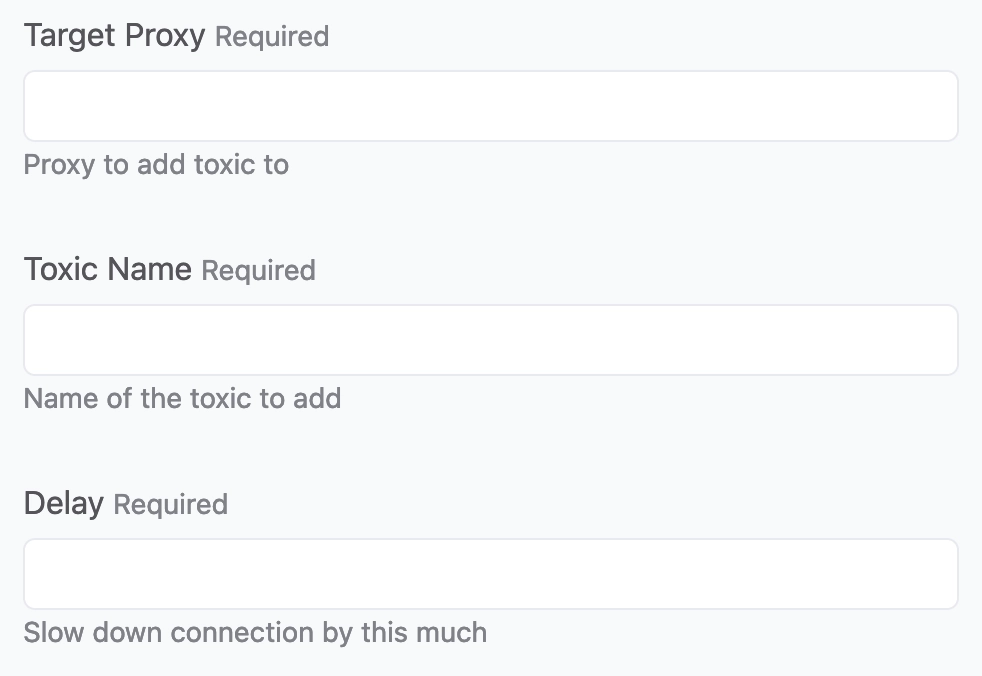 Target Proxy Required
Proxy to add toxic to
Toxic Name Required
Name of the toxic to add
Delay Required
Slow down connection by this much